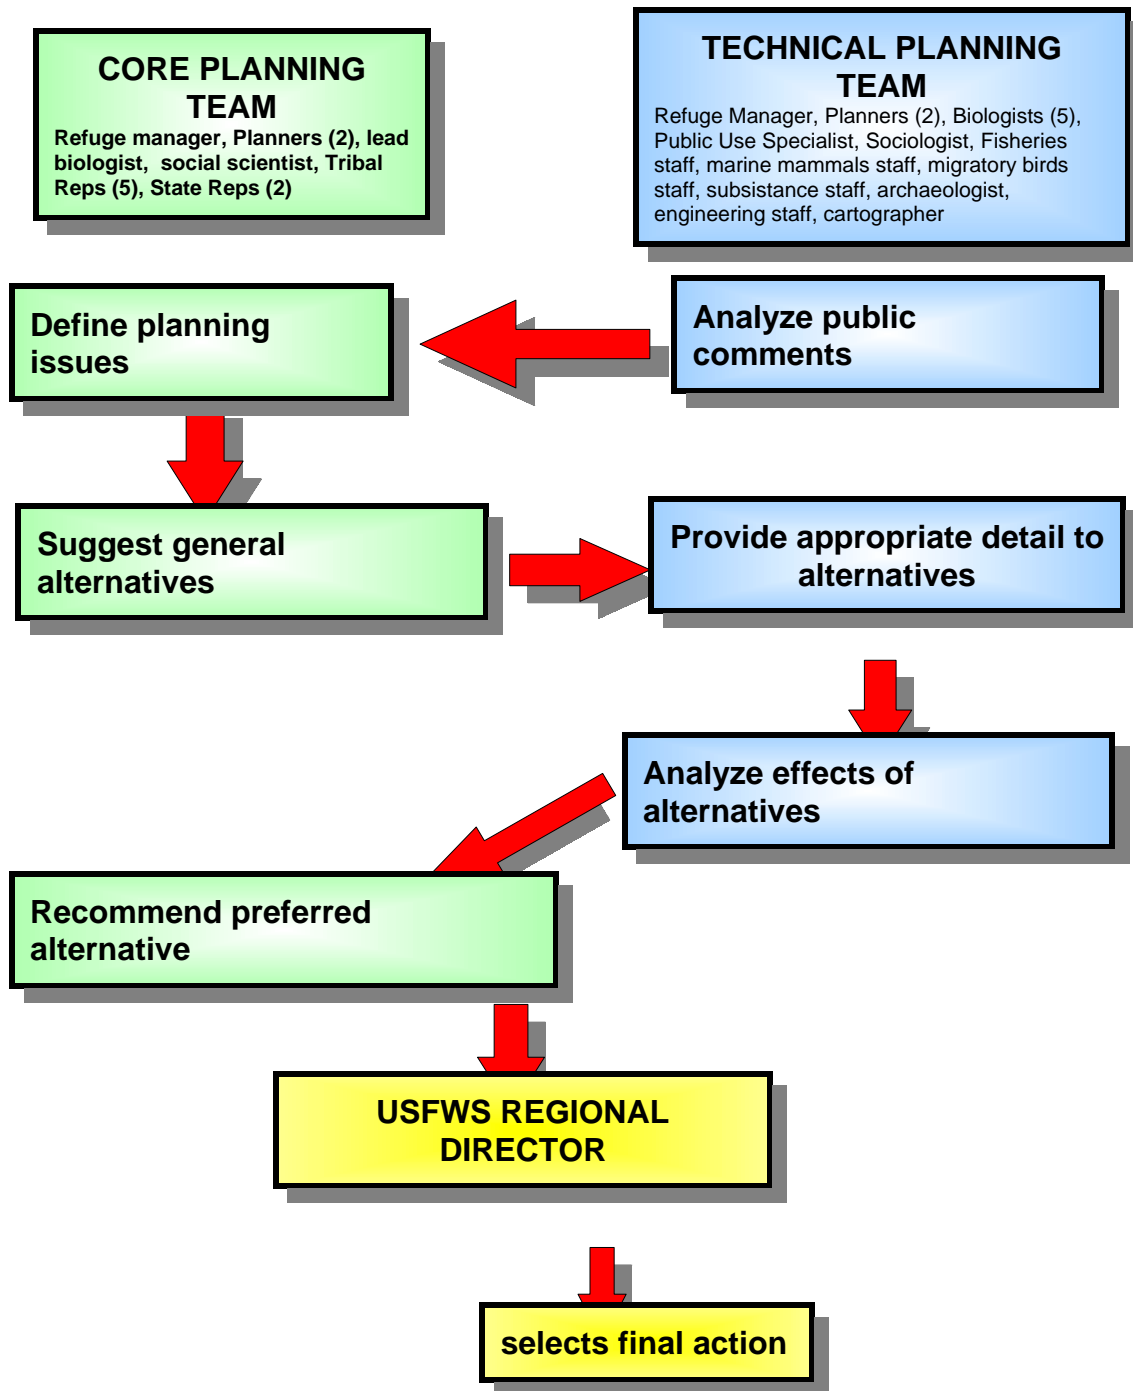 CORE PLANNING
TEAM
Refuge manager, Planners (2), lead
biologist, social scientist, Tribal
Reps (5), State Reps (2)
TECHNICAL PLANNING
TEAM
Refuge Manager, Planners (2), Biologists (5),
Public Use Specialist, Sociologist, Fisheries
staff, marine mammals staff, migratory birds
staff, subsistance staff, archaeologist,
engineering staff, cartographer
Define planning
issues
Analyze public
comments
Suggest general
alternatives
Provide appropriate detail to
alternatives
Analyze effects of
alternatives
Recommend preferred
alternative
USFWS REGIONAL
DIRECTOR
selects final action